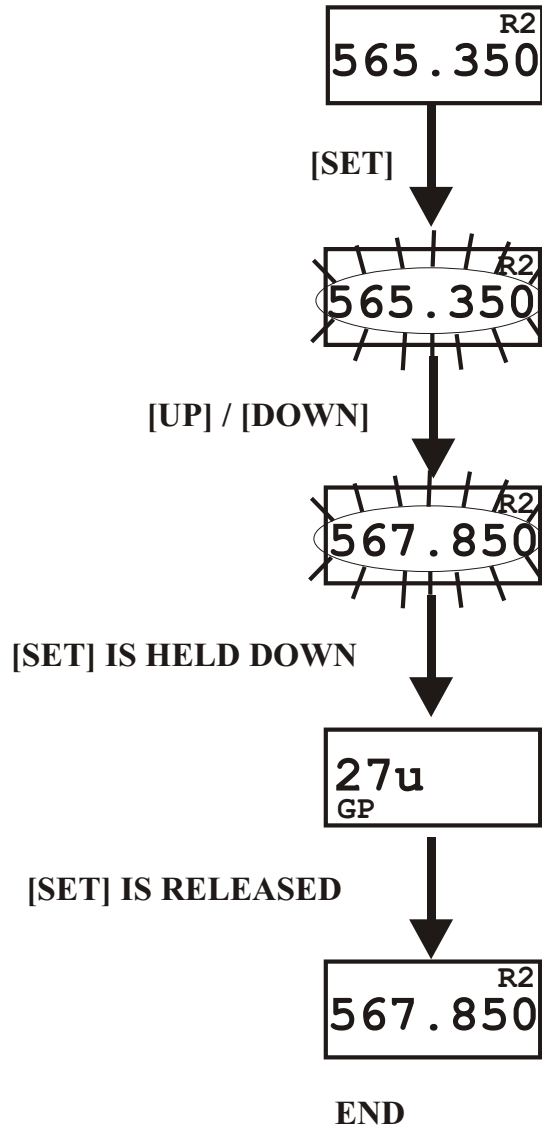 R2
565.350
[SET]
R2
565.350
[UP] / [DOWN]
R2
567.850
[SET] IS HELD DOWN
27u
GP
[SET] IS RELEASED
R2
567.850
END